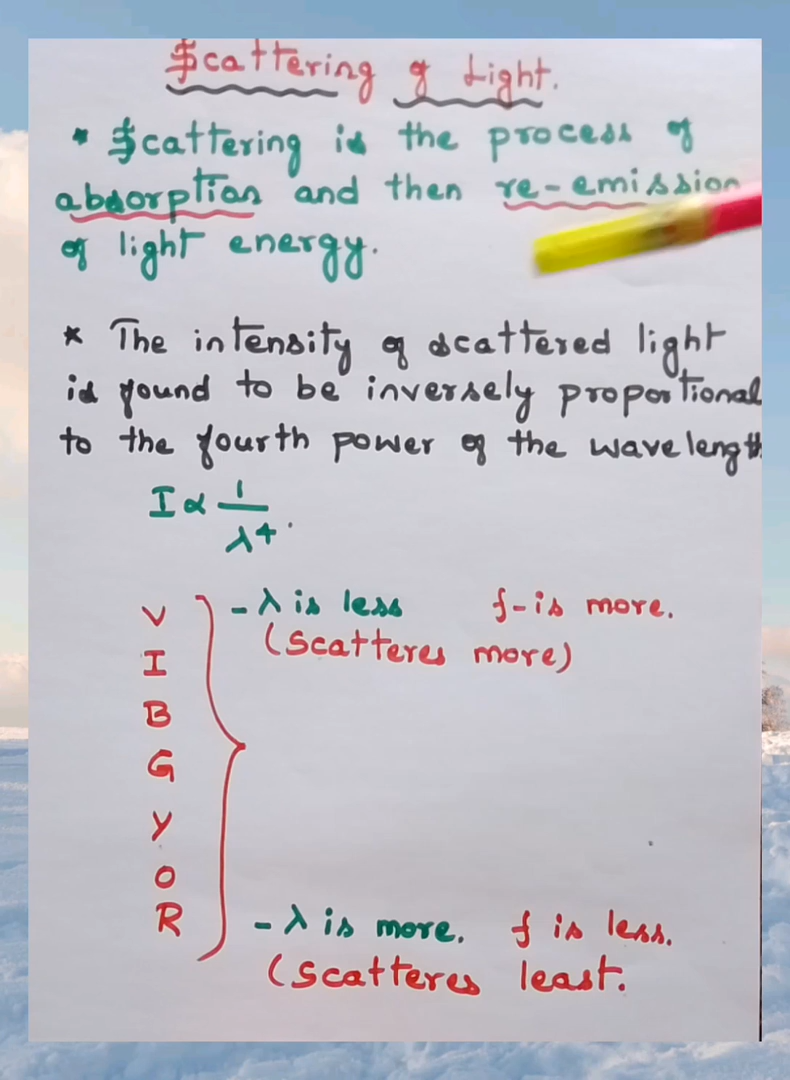 Scattering of Light.
* Scattering is the process of
absorption and then re-emission
of light energy.
* The intensity of scattered light
is found to be inversely proportional
to the fourth power of the wavelength
I ∝ 1/λ⁴.
V - λ is less f - is more.
I (Scatteres more)
B
G
Y
O
R - λ is more. f is less.
(Scatteres least.